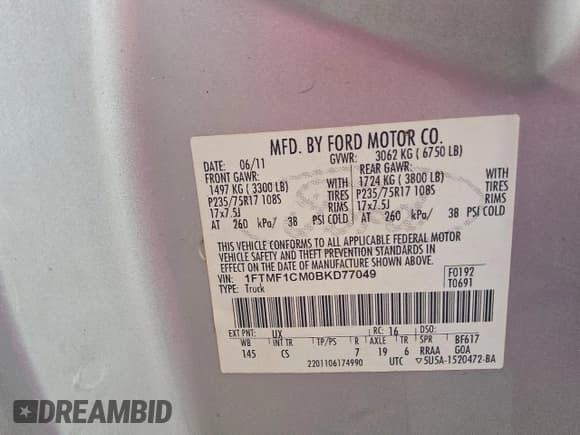 MFD. BY FORD MOTOR CO.
DATE: 06/11 GVWR: 3062 KG ( 6750 LB)
FRONT GAWR: REAR GAWR:
1497 KG ( 3300 LB) WITH 1724 KG ( 3800 LB) WITH
P235/75R17 108S TIRES P235/75R17 108S TIRES
17x7.5J RIMS 17x7.5J RIMS
AT 260 kPa/ 38 PSI COLD AT 260 kPa/ 38 PSI COLD
THIS VEHICLE CONFORMS TO ALL APPLICABLE FEDERAL MOTOR
VEHICLE SAFETY, BUMPER, AND THEFT PREVENTION STANDARDS IN
EFFECT ON THE DATE OF MANUFACTURE SHOWN ABOVE.
VIN: 1FTMF1CM0BKD77049 F0192
TYPE: Truck T0691
EXT PNT: UX RC: 16 DSO:
WB INT TR TP/PS R AXLE TR SPR BF617
145 CS 7 19 6 RRAA GOA
2201106174990 UTC ▽5U5A-1520472-BA
DREAMBID